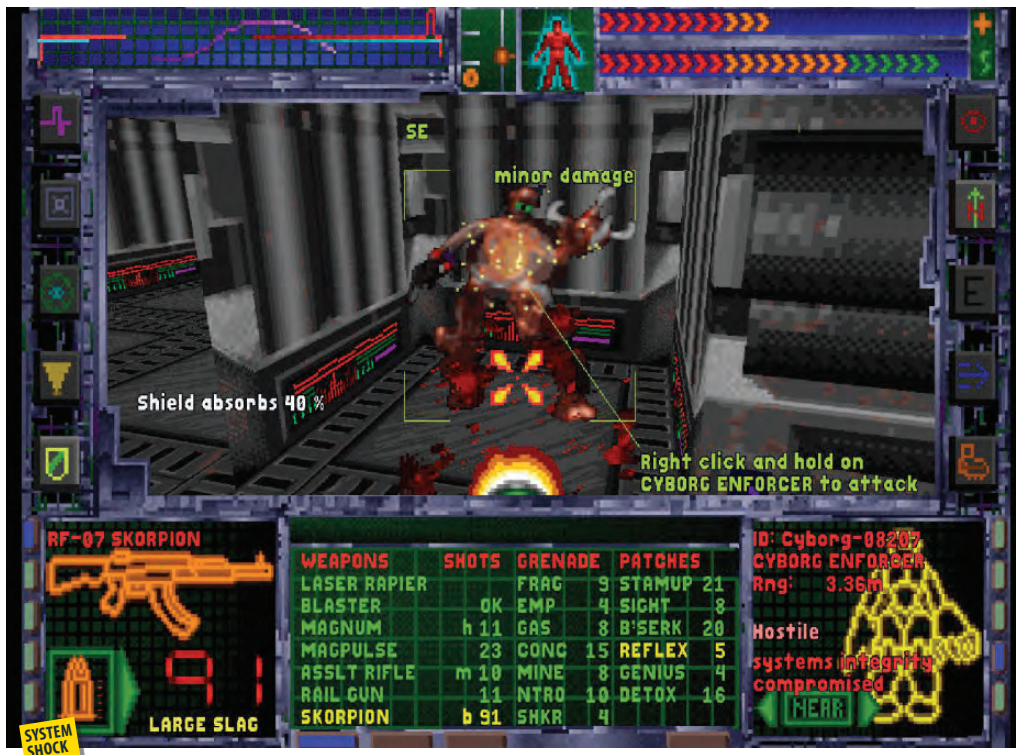 0
SE
minor damage
E
Shield absorbs 40 %
Right click and hold on
CYBORG ENFORCER to attack
RF-07 SKORPION
91
LARGE SLAG
WEAPONS SHOTS GRENADE PATCHES
LASER RAPIER FRAG 9 STAMUP 21
BLASTER OK EMP 4 SIGHT 8
MAGNUM h 11 GAS 8 B'SERK 20
MAGPULSE 23 CONC 15 REFLEX 5
ASSLT RIFLE m 10 MINE 8 GENIUS 4
RAIL GUN 11 NTRO 10 DETOX 16
SKORPION b 91 SHKR 4
ID: Cyborg-08207
CYBORG ENFORCER
Rng: 3.36m
Hostile
systems integrity
compromised
NEAR
SYSTEM
SHOCK